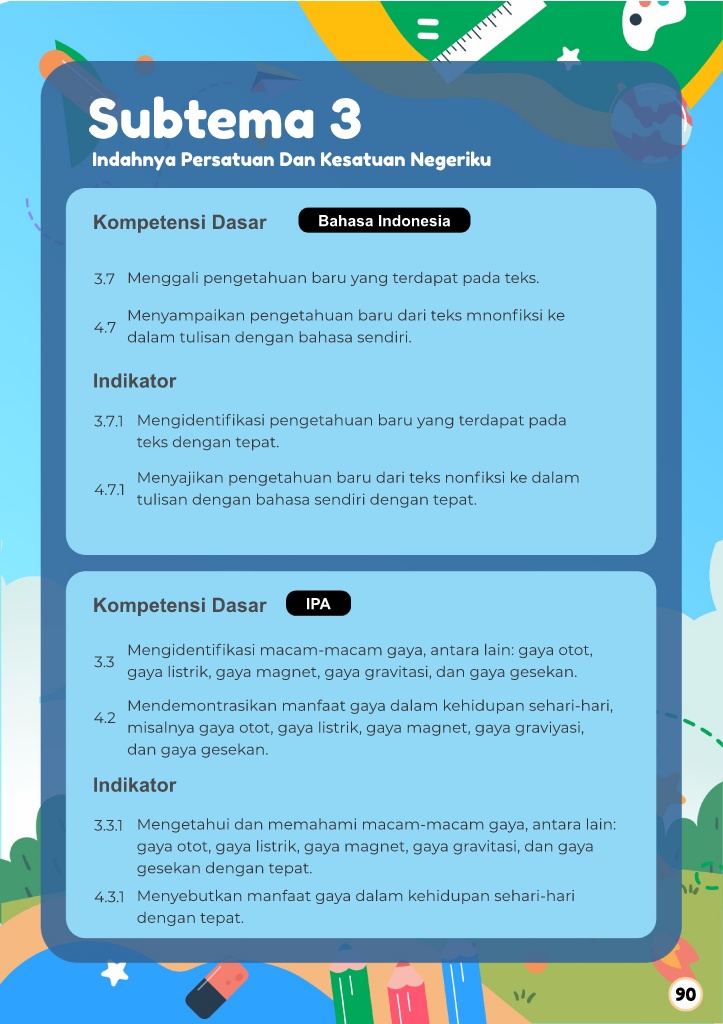 Subtema 3
Indahnya Persatuan Dan Kesatuan Negeriku
Kompetensi Dasar
Bahasa Indonesia
3.7 Menggali pengetahuan baru yang terdapat pada teks.
4.7 Menyampaikan pengetahuan baru dari teks mnonfiksi ke
dalam tulisan dengan bahasa sendiri.
Indikator
3.7.1 Mengidentifikasi pengetahuan baru yang terdapat pada
teks dengan tepat.
4.7.1 Menyajikan pengetahuan baru dari teks nonfiksi ke dalam
tulisan dengan bahasa sendiri dengan tepat.
Kompetensi Dasar
IPA
3.3 Mengidentifikasi macam-macam gaya, antara lain: gaya otot,
gaya listrik, gaya magnet, gaya gravitasi, dan gaya gesekan.
4.2 Mendemontrasikan manfaat gaya dalam kehidupan sehari-hari,
misalnya gaya otot, gaya listrik, gaya magnet, gaya graviyasi,
dan gaya gesekan.
Indikator
3.3.1 Mengetahui dan memahami macam-macam gaya, antara lain:
gaya otot, gaya listrik, gaya magnet, gaya gravitasi, dan gaya
gesekan dengan tepat.
4.3.1 Menyebutkan manfaat gaya dalam kehidupan sehari-hari
dengan tepat.
90